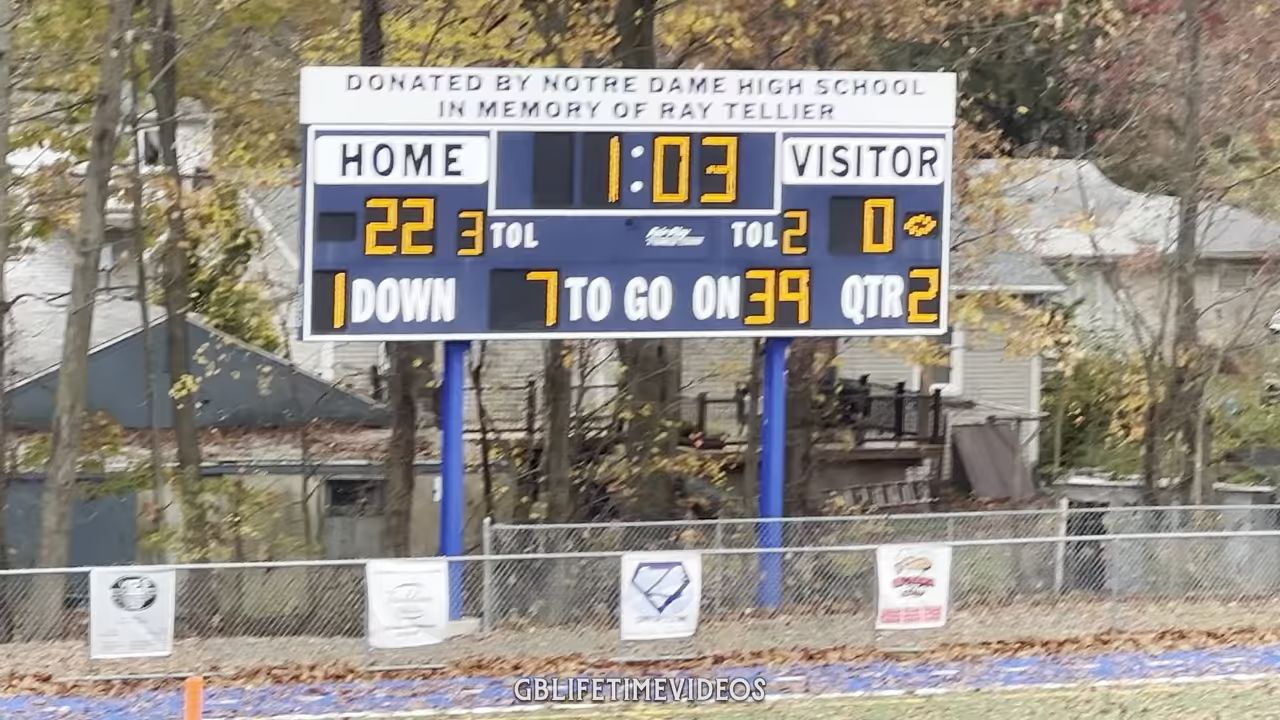 DONATED BY NOTRE DAME HIGH SCHOOL
IN MEMORY OF RAY TELLIER
HOME 1:03 VISITOR
22 3 TOL TOL 2 0
1 DOWN 7 TO GO ON 39 QTR 2
GBLIFETIMEVIDEOS